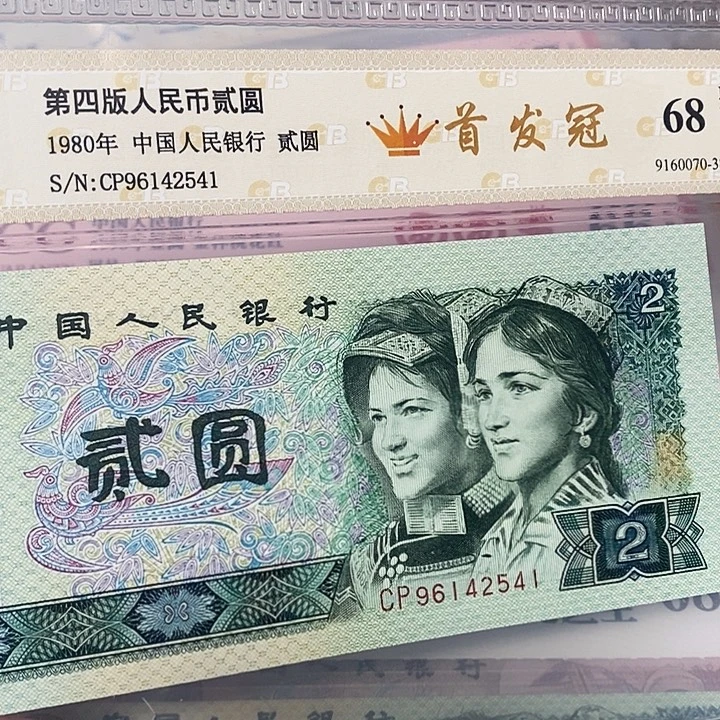 第四版人民币贰圆
1980年 中国人民银行 贰圆
S/N:CP96142541
首发冠
68
9160070-3
中国人民银行
2
贰圆
2
CP96142541